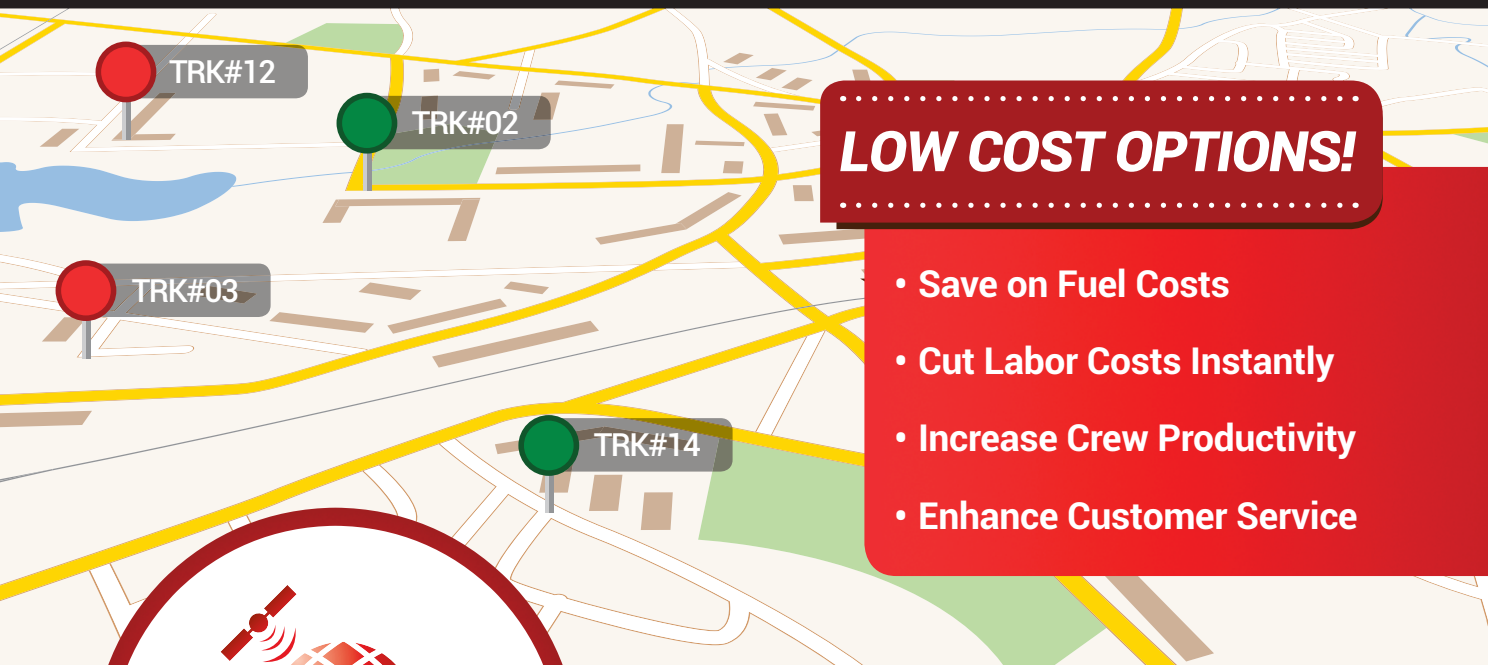 TRK#12
TRK#02
TRK#03
TRK#14
LOW COST OPTIONS!
• Save on Fuel Costs
• Cut Labor Costs Instantly
• Increase Crew Productivity
• Enhance Customer Service